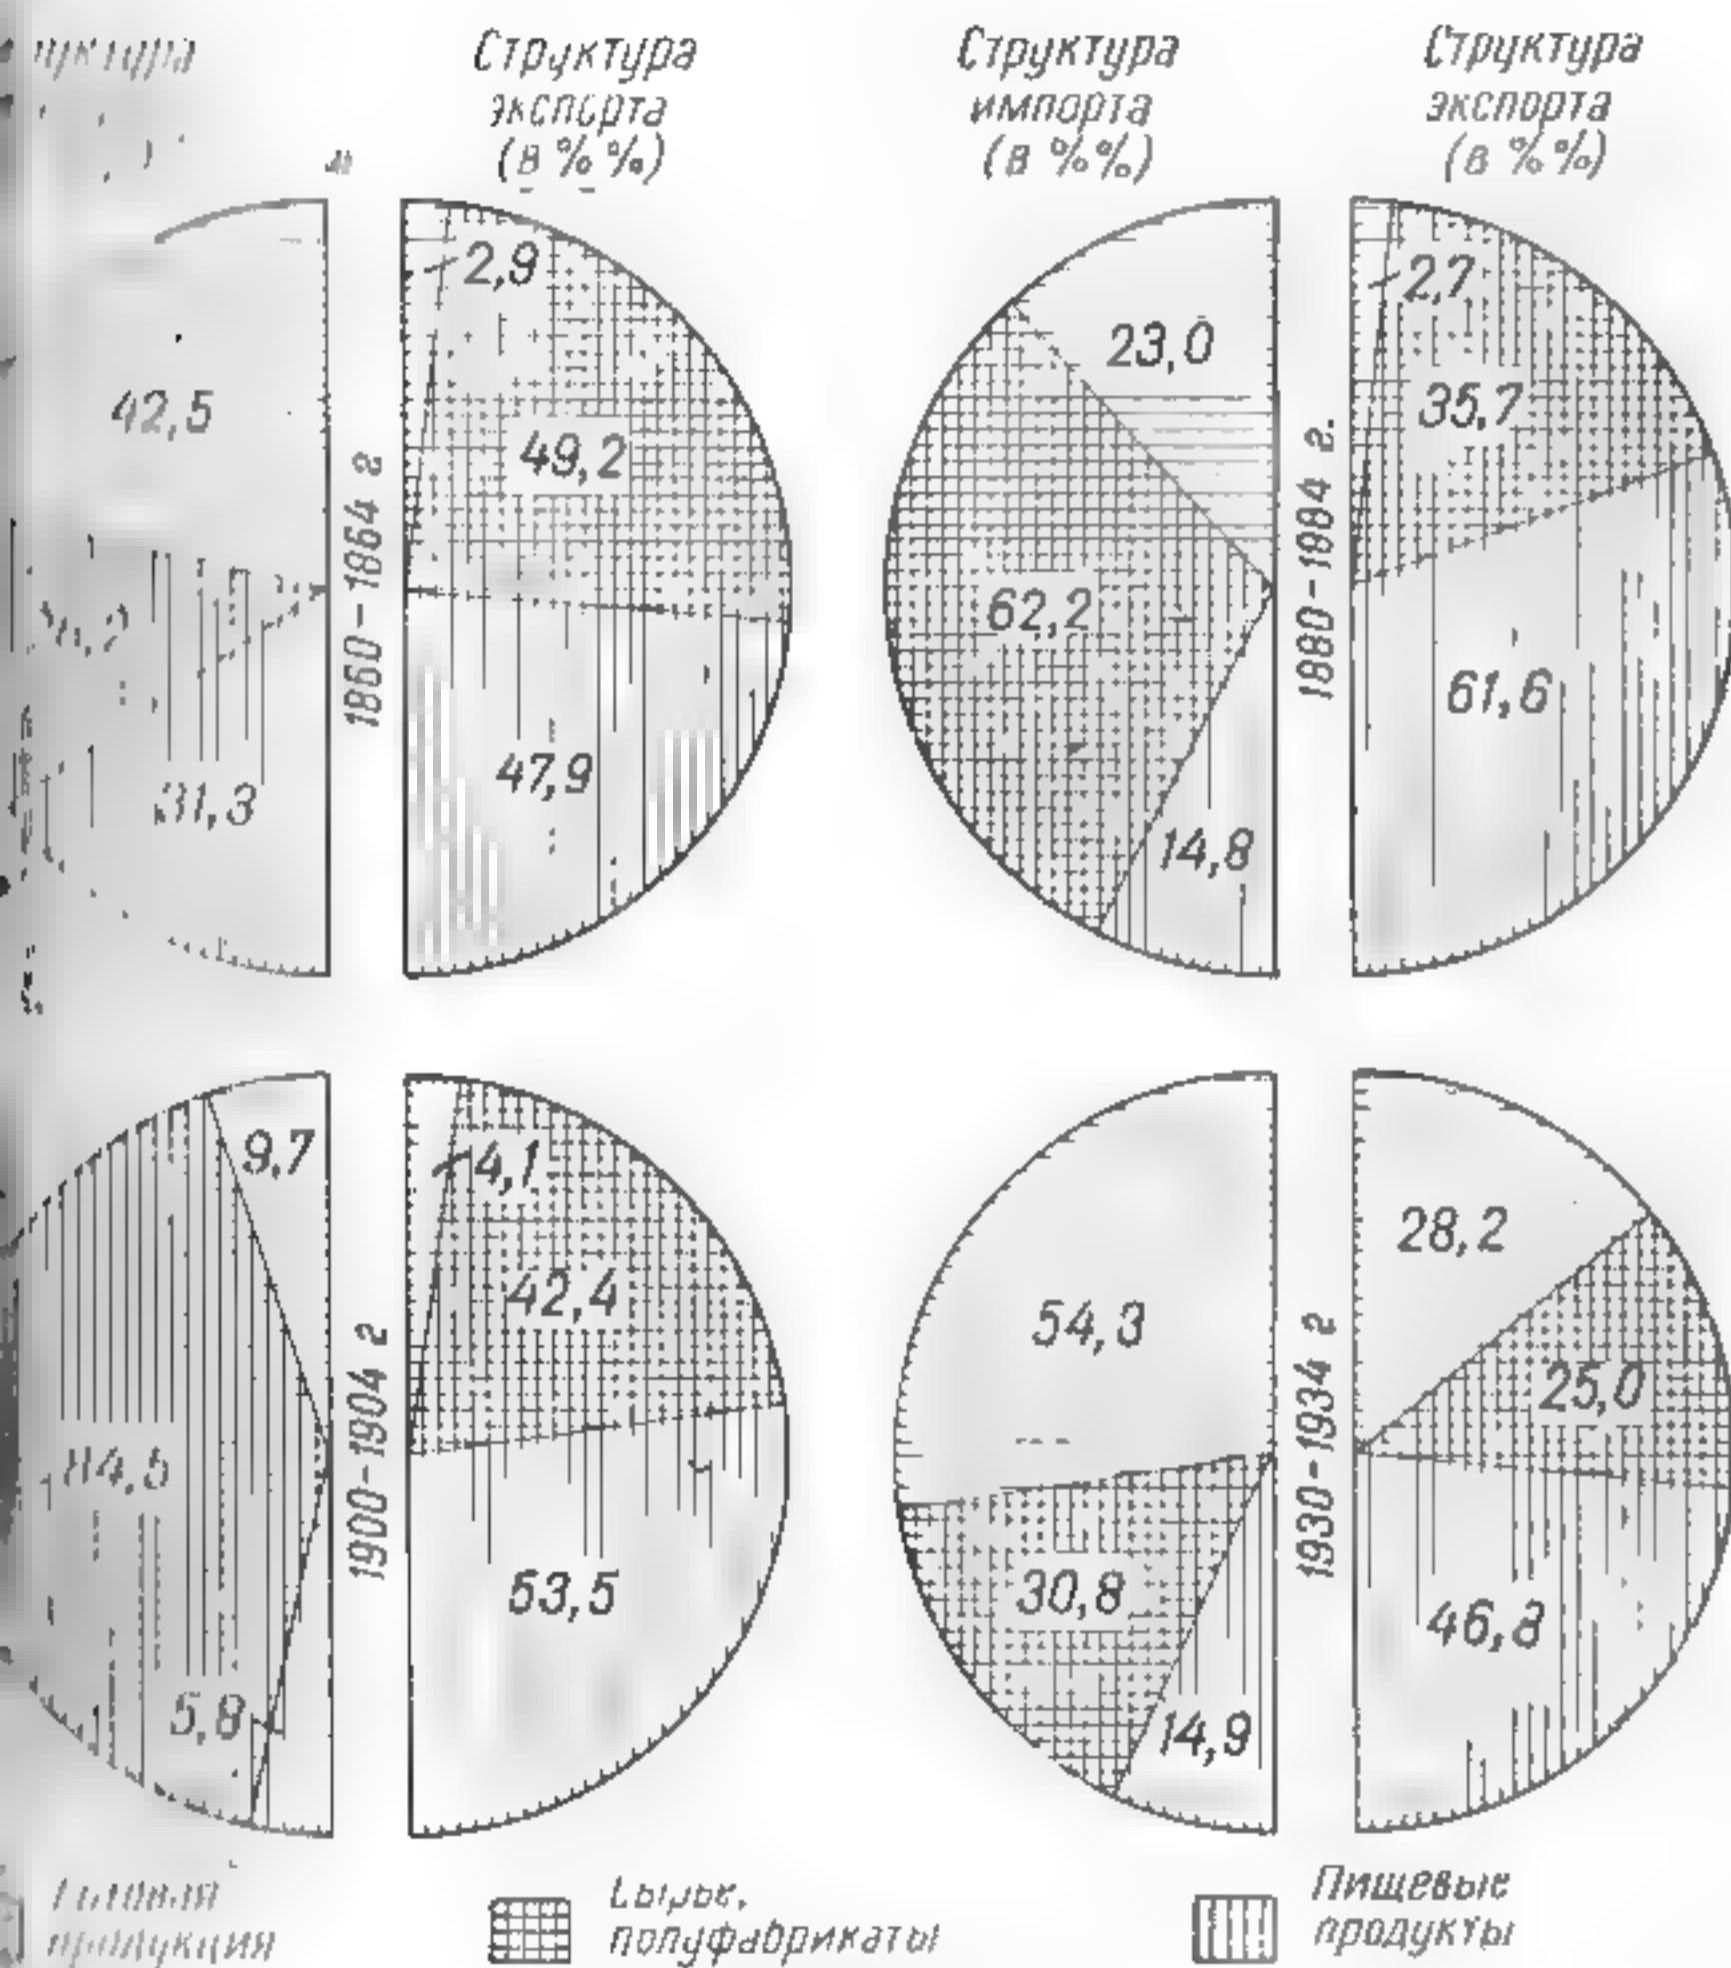 Структура
экспорта
(в %%)
Структура
импорта
(в %%)
Структура
экспорта
(в %%)
42,5
31,3
1860-1864 г
2,9
49,2
47,9
23,0
62,2
14,8
1880-1884 г.
2,7
35,7
61,6
9,7
84,5
5,8
1900-1904 г
4,1
42,4
53,5
54,3
30,8
14,9
1930-1934 г
28,2
25,0
46,8
продукция
Сырье,
полуфабрикаты
Пищевые
продукты